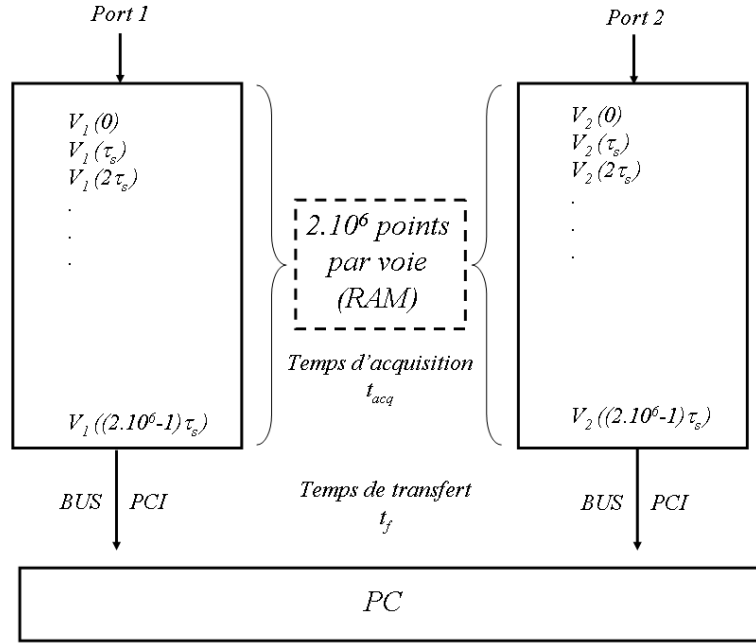 Port 1
V₁(0)
V₁(τₛ)
V₁(2τₛ)
.
.
.
V₁((2.10⁶-1)τₛ)
BUS PCI
2.10⁶ points
par voie
(RAM)
Temps d'acquisition
t_acq
Temps de transfert
t_f
Port 2
V₂(0)
V₂(τₛ)
V₂(2τₛ)
.
.
.
V₂((2.10⁶-1)τₛ)
BUS PCI
PC